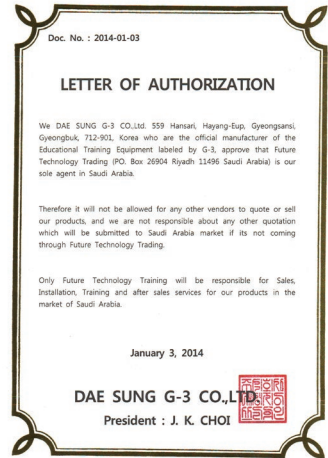 Doc. No. : 2014-01-03
LETTER OF AUTHORIZATION
We DAE SUNG G-3 CO.,Ltd. 559 Hansari, Hayang-Eup, Gyeongsansi,
Gyeongbuk, 712-901, Korea who are the official manufacturer of the
Educational Training Equipment labeled by G-3, approve that Future
Technology Trading (PO. Box 26904 Riyadh 11496 Saudi Arabia) is our
sole agent in Saudi Arabia.
Therefore it will not be allowed for any other vendors to quote or sell
our products, and we are not responsible about any other quotation
which will be submitted to Saudi Arabia market if its not coming
through Future Technology Trading.
Only Future Technology Training will be responsible for Sales,
Installation, Training and after sales services for our products in the
market of Saudi Arabia.
January 3, 2014
DAE SUNG G-3 CO.,LTD.
President : J. K. CHOI